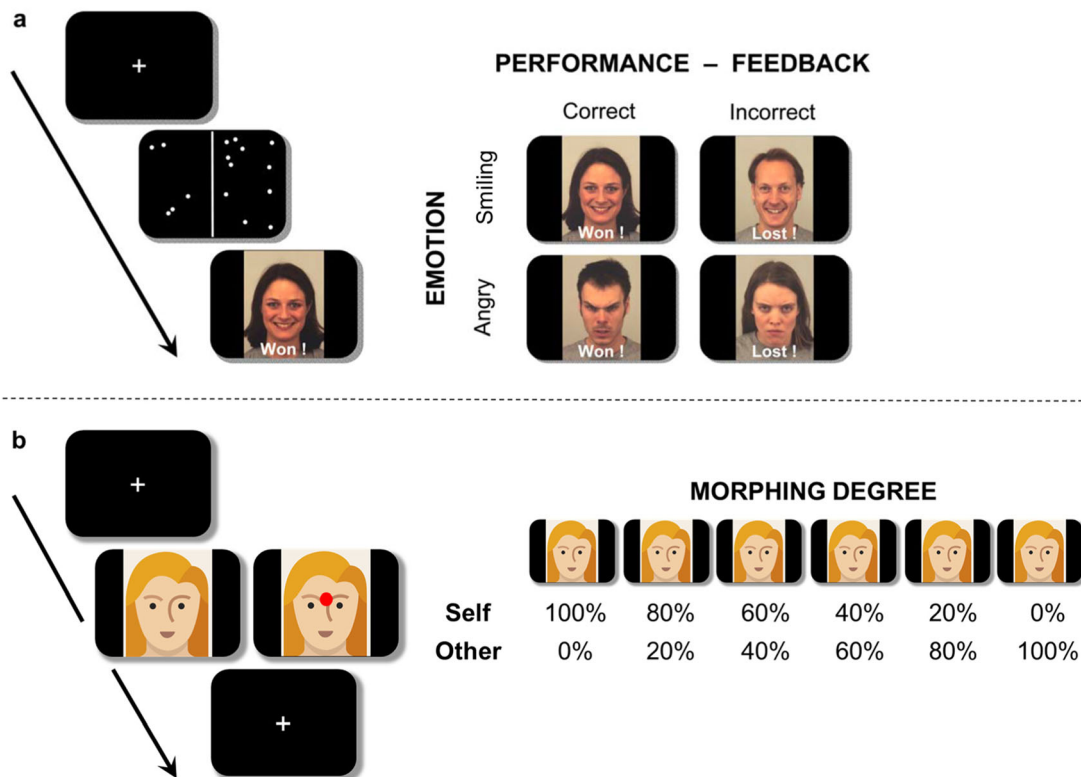 a
PERFORMANCE – FEEDBACK
Correct Incorrect
EMOTION
Smiling
Won ! Lost !
Angry
Won ! Lost !
Won !
b
MORPHING DEGREE
Self 100% 80% 60% 40% 20% 0%
Other 0% 20% 40% 60% 80% 100%